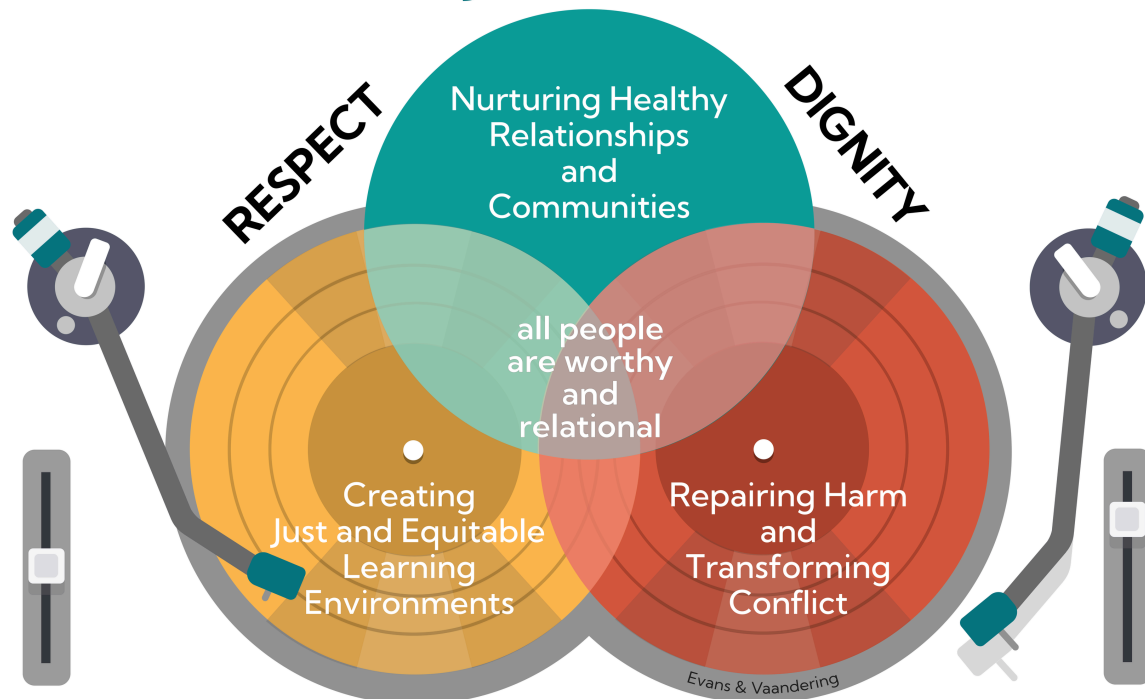 RESPECT
DIGNITY
Nurturing Healthy
Relationships
and
Communities
all people
are worthy
and
relational
Creating
Just and Equitable
Learning
Environments
Repairing Harm
and
Transforming
Conflict
Evans & Vaandering